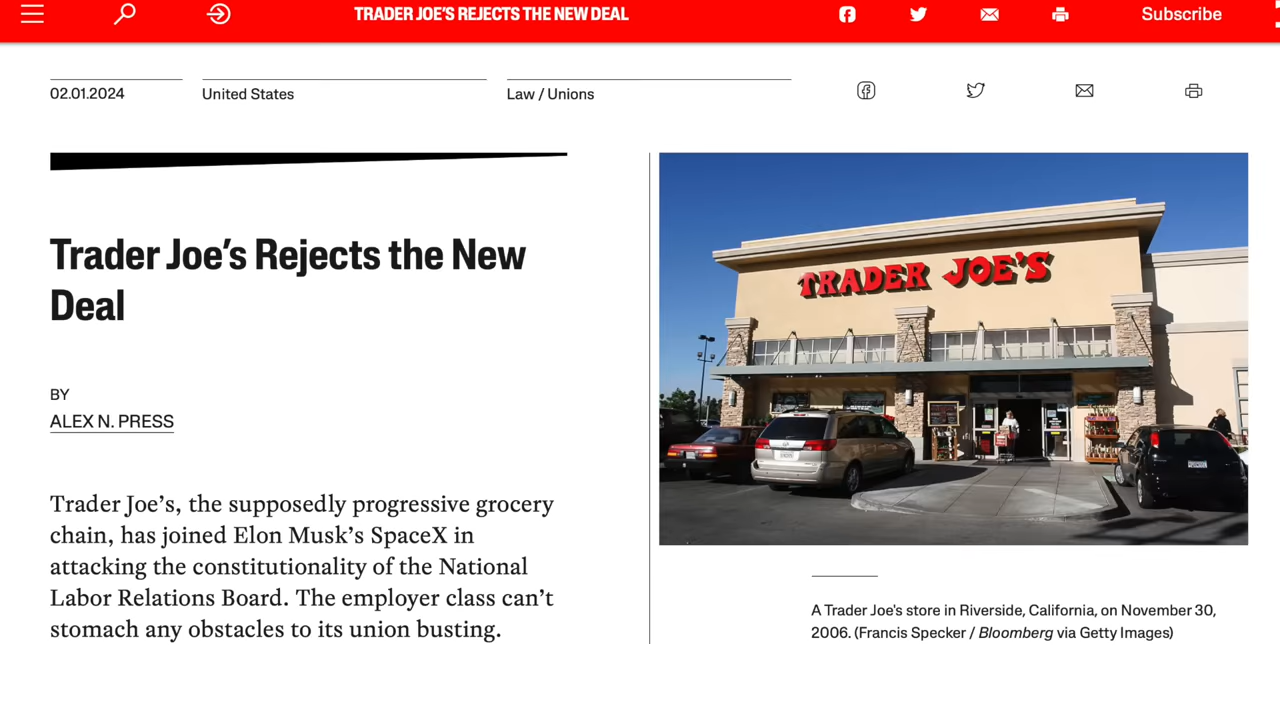 TRADER JOE'S REJECTS THE NEW DEAL
Subscribe
02.01.2024
United States
Law / Unions
Trader Joe’s Rejects the New
Deal
BY
ALEX N. PRESS
Trader Joe’s, the supposedly progressive grocery
chain, has joined Elon Musk’s SpaceX in
attacking the constitutionality of the National
Labor Relations Board. The employer class can’t
stomach any obstacles to its union busting.
TRADER JOE'S
A Trader Joe's store in Riverside, California, on November 30,
2006. (Francis Specker / Bloomberg via Getty Images)